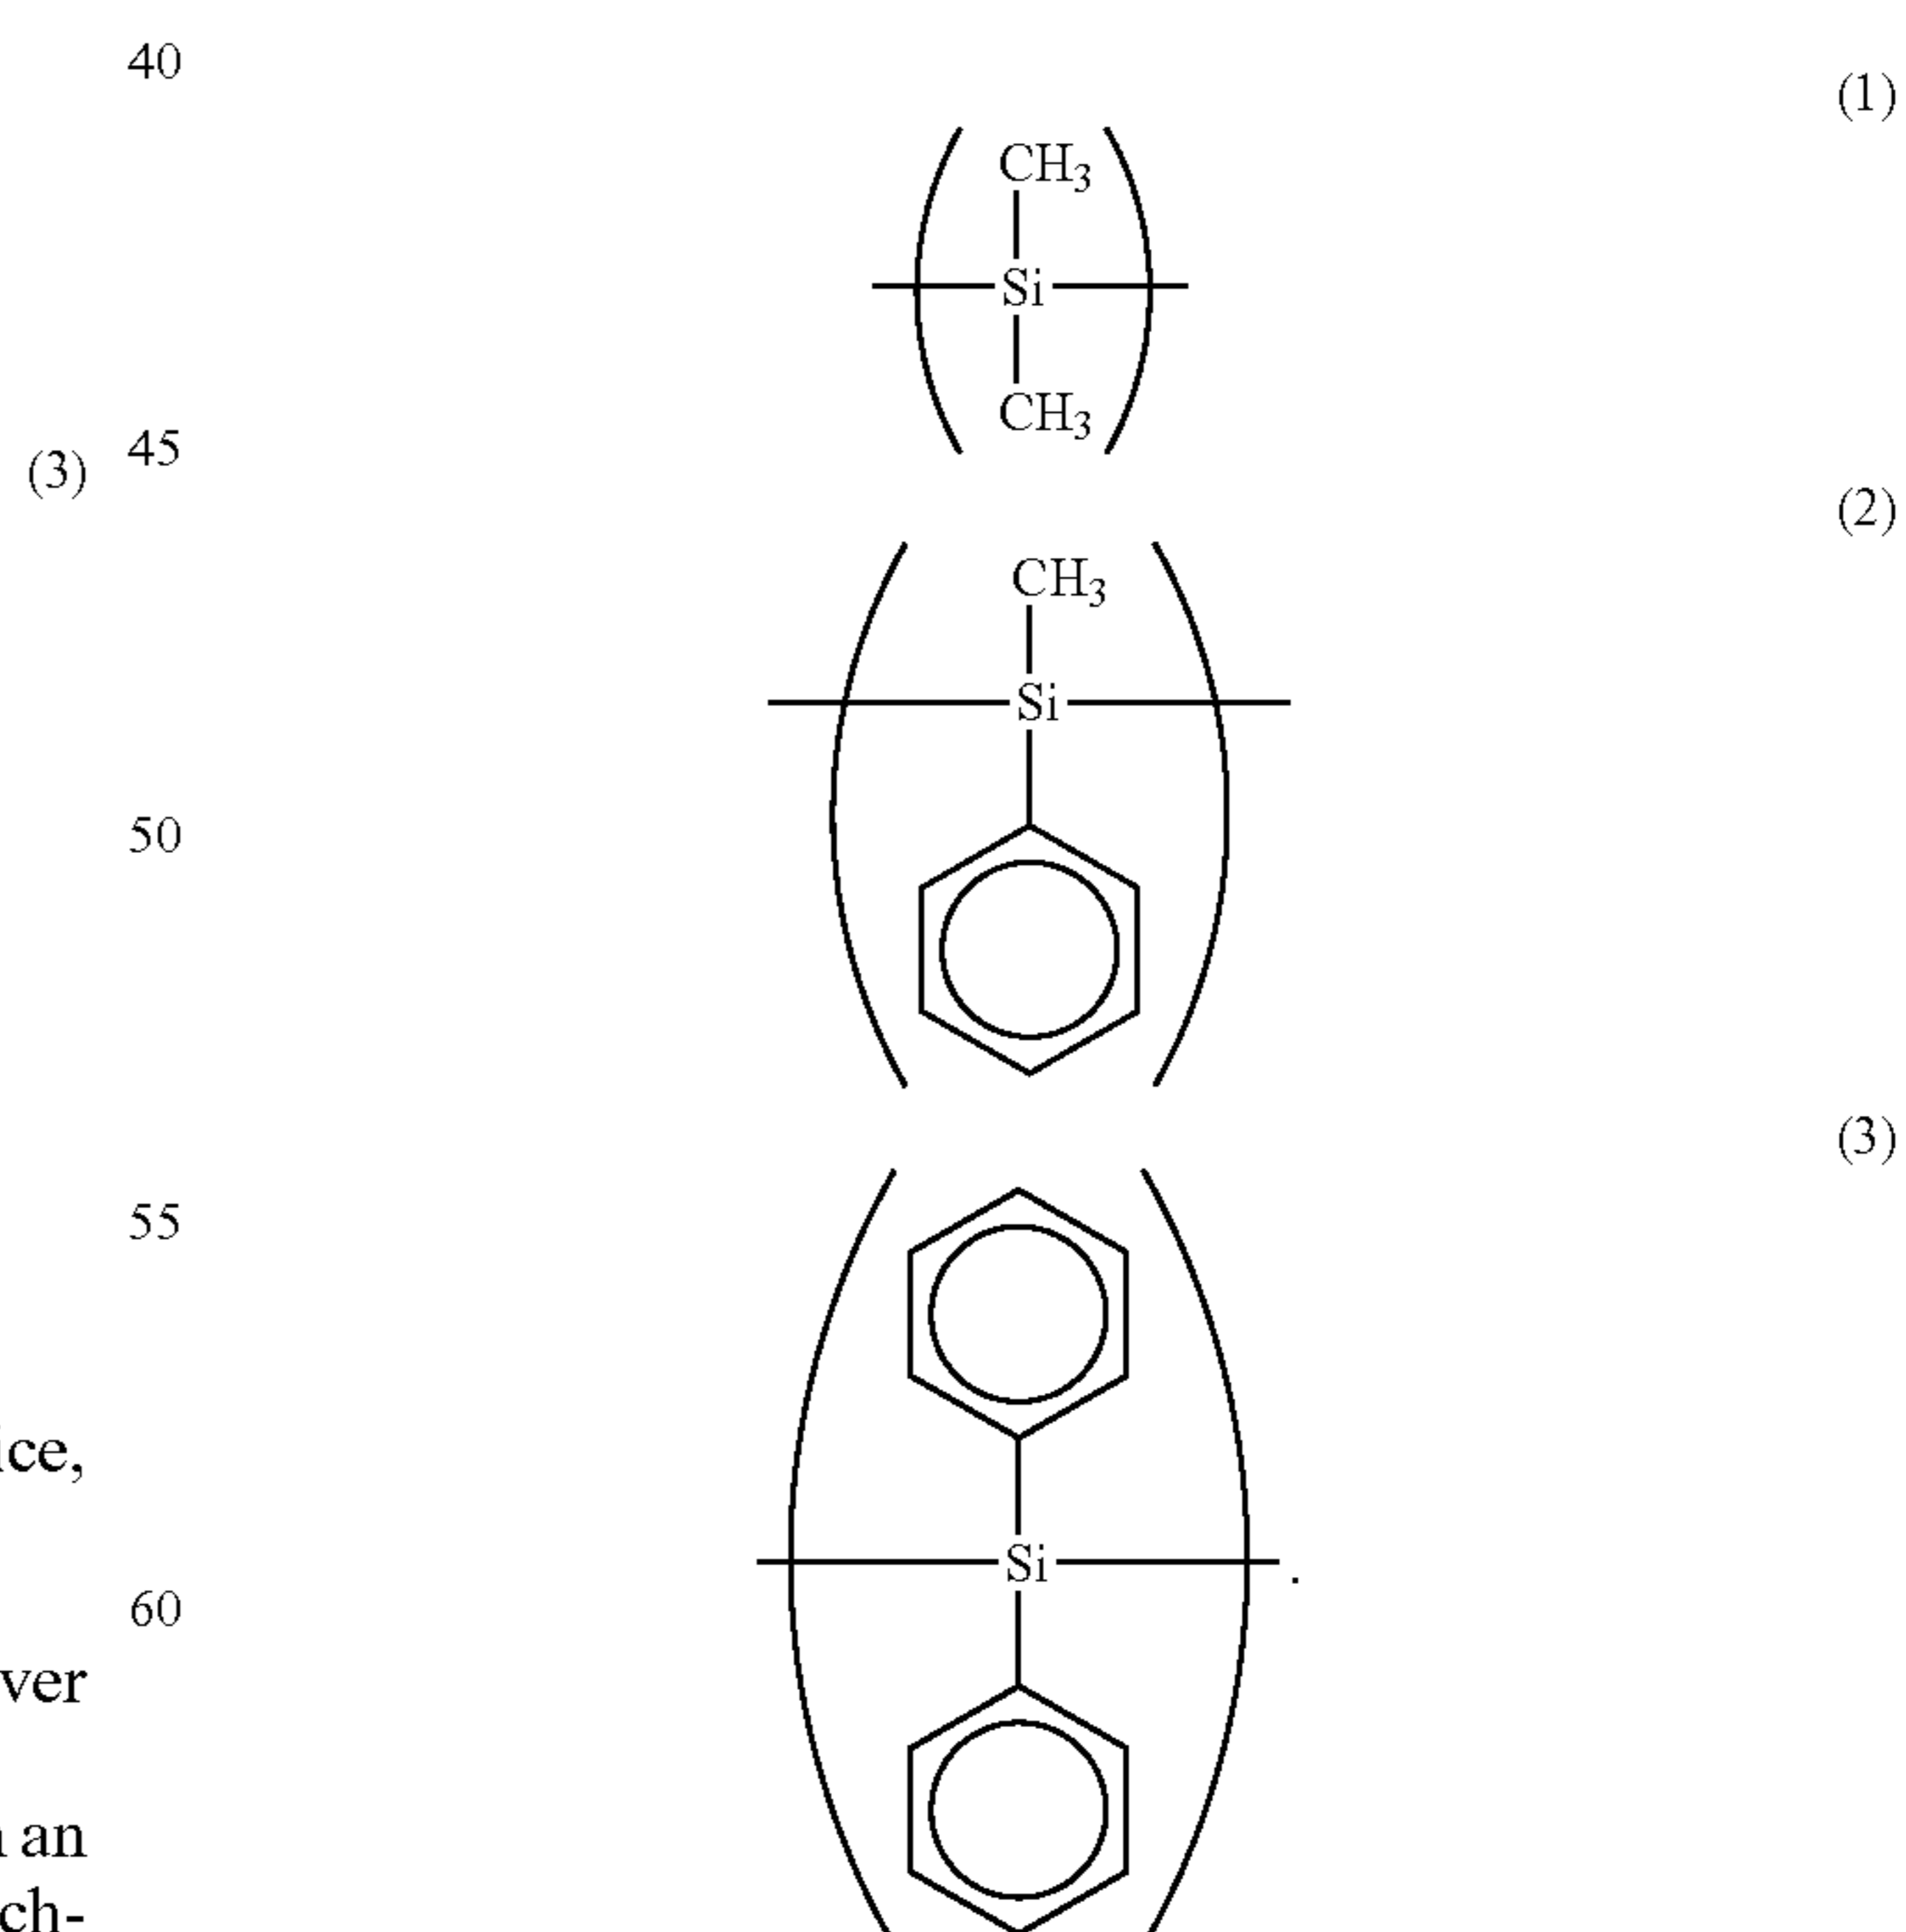 40
(1)
CH3
Si
CH3
45
(3)
(2)
CH3
Si
50
(3)
55
ice,
Si .
60
ver
an
ch-